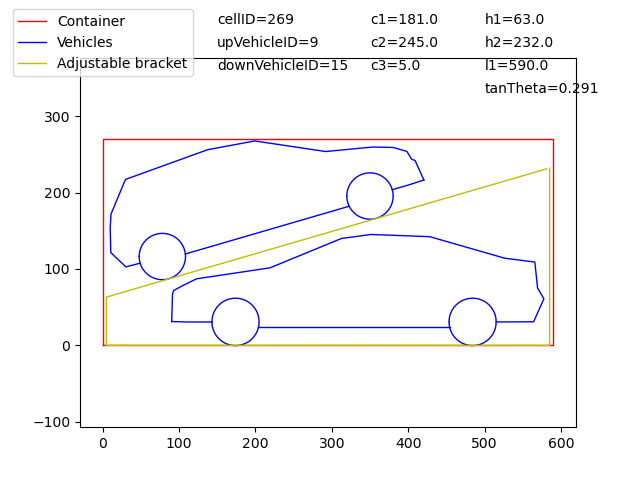 Container
Vehicles
Adjustable bracket
cellID=269
upVehicleID=9
downVehicleID=15
c1=181.0
c2=245.0
c3=5.0
h1=63.0
h2=232.0
l1=590.0
tanTheta=0.291
300
200
100
0
−100
0 100 200 300 400 500 600